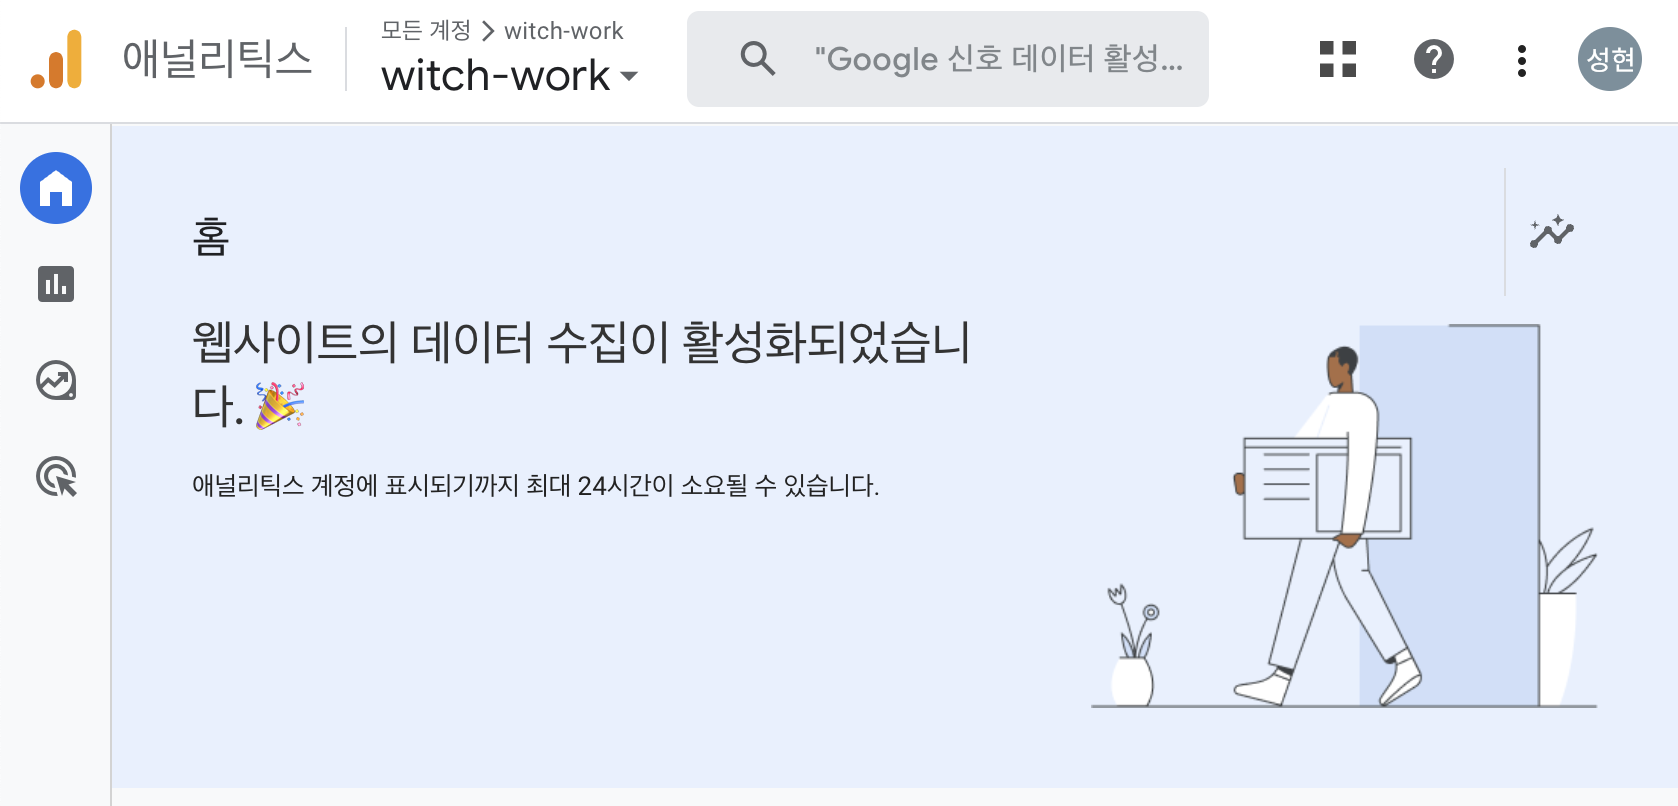 애널리틱스
모든 계정 > witch-work
witch-work
"Google 신호 데이터 활성...
성현
홈
웹사이트의 데이터 수집이 활성화되었습니
다. 🎉
애널리틱스 계정에 표시되기까지 최대 24시간이 소요될 수 있습니다.